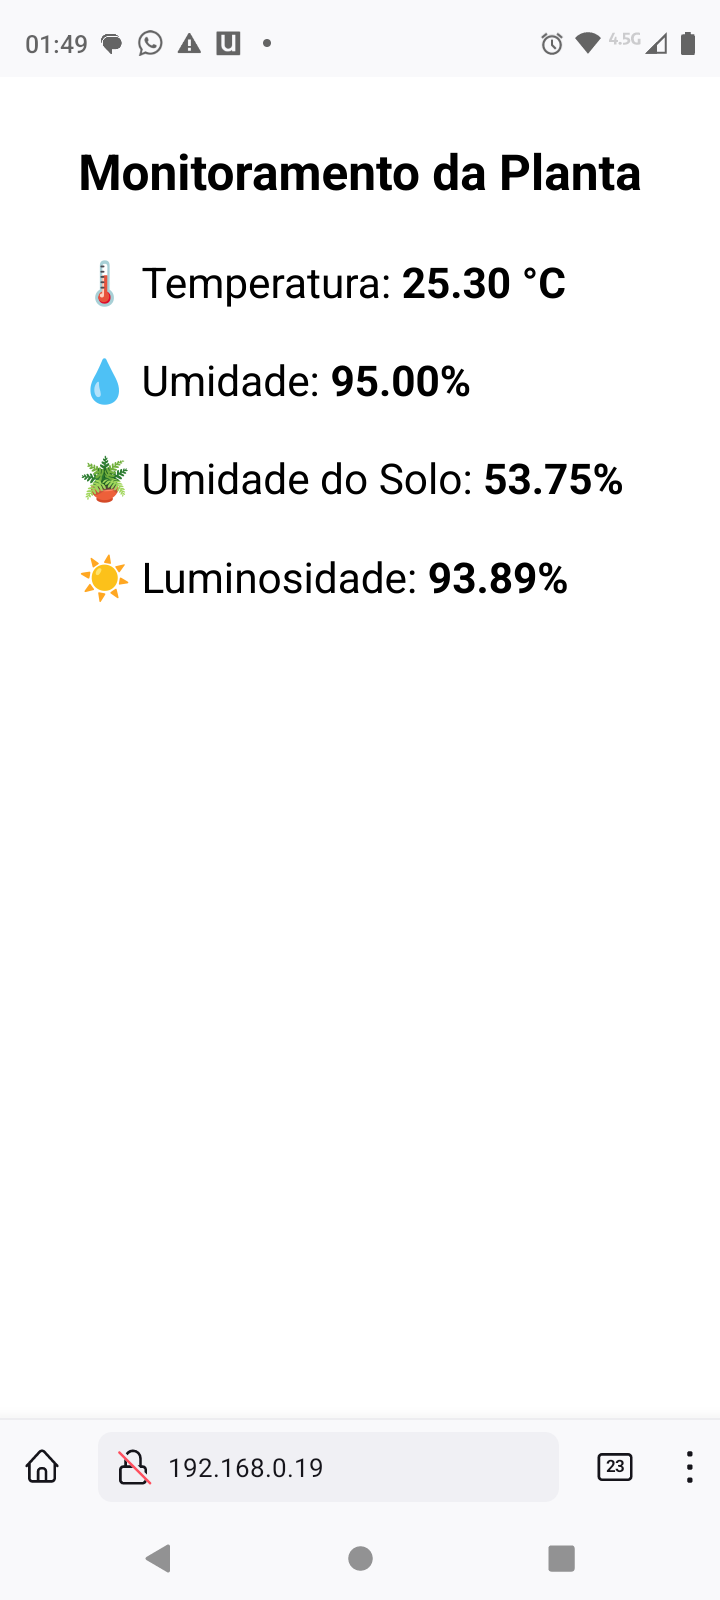 01:49 4.5G
Monitoramento da Planta
Temperatura: 25.30 °C
Umidade: 95.00%
Umidade do Solo: 53.75%
Luminosidade: 93.89%
192.168.0.19 23